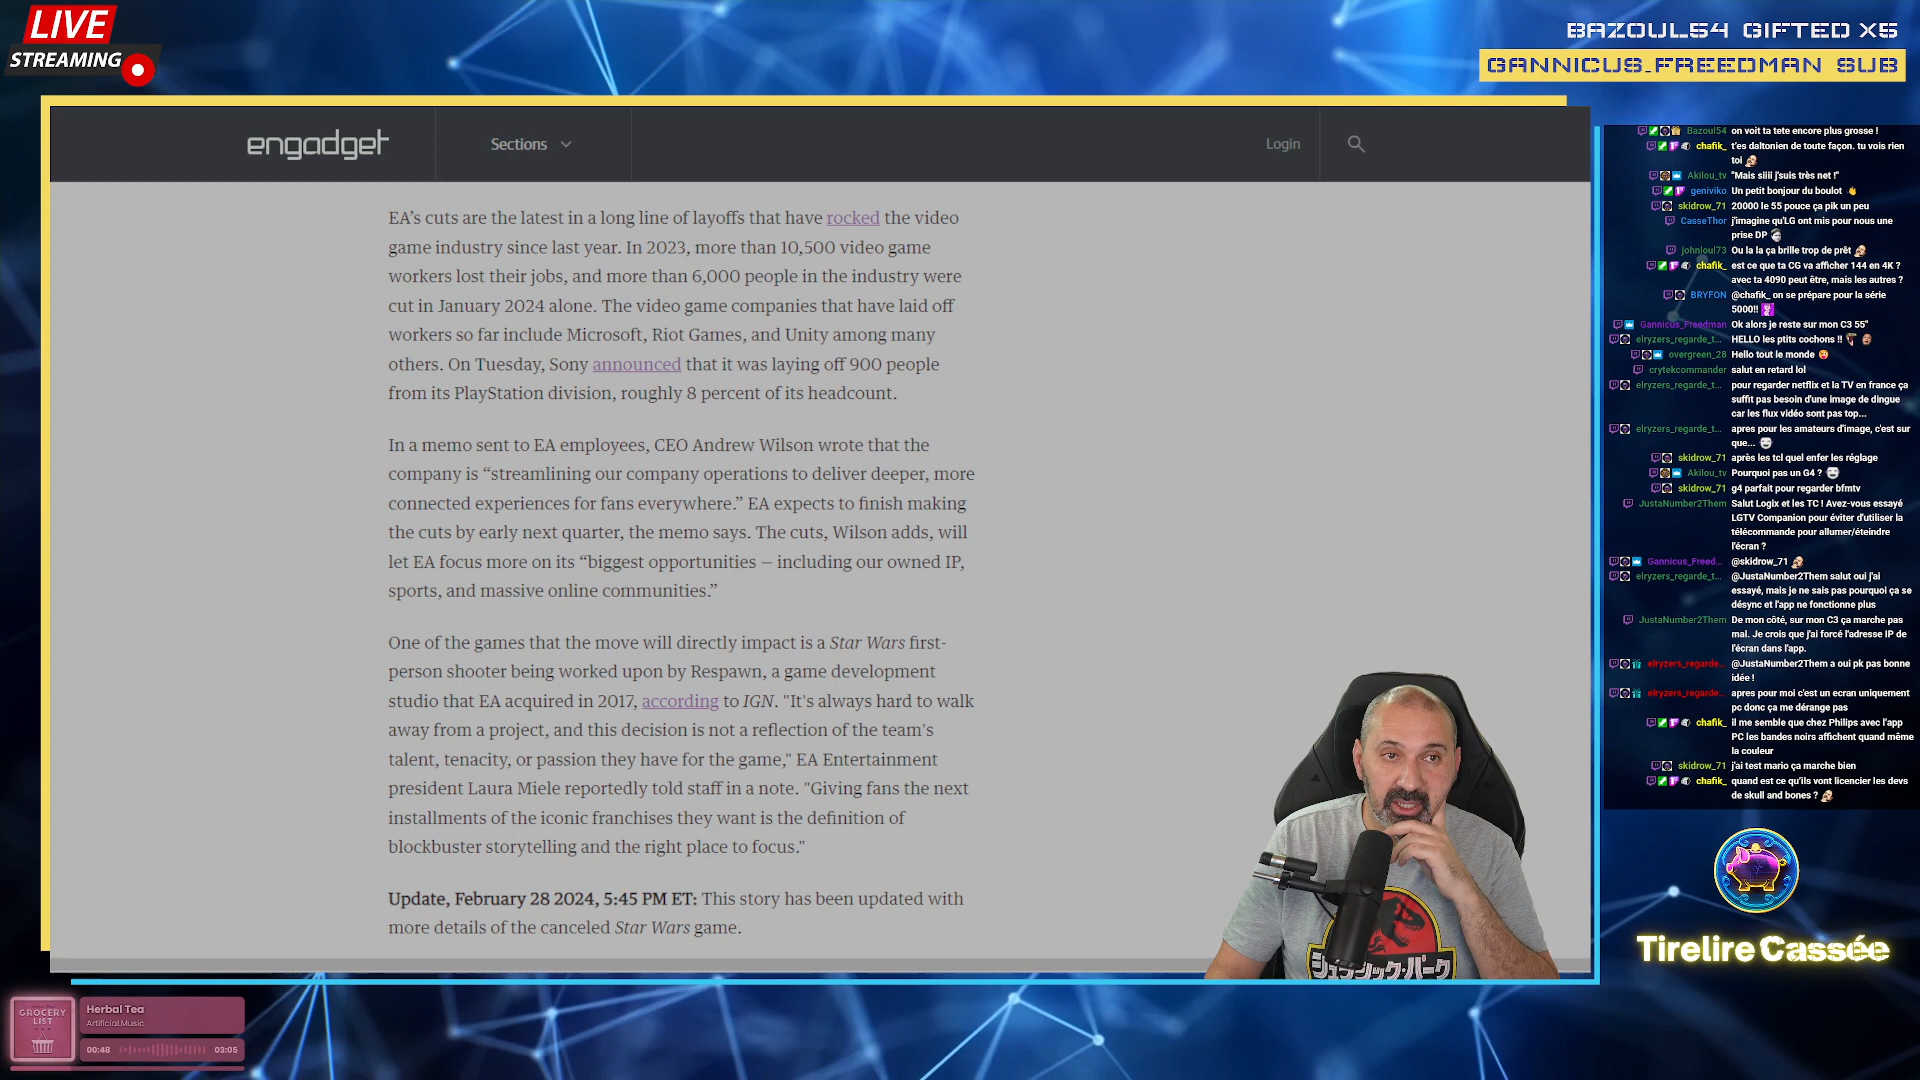 LIVE
STREAMING
BAZOUL54 GIFTED X5
GANNICUS_FREEDMAN SUB
engadget
Sections
Login
EA’s cuts are the latest in a long line of layoffs that have rocked the video
game industry since last year. In 2023, more than 10,500 video game
workers lost their jobs, and more than 6,000 people in the industry were
cut in January 2024 alone. The video game companies that have laid off
workers so far include Microsoft, Riot Games, and Unity among many
others. On Tuesday, Sony announced that it was laying off 900 people
from its PlayStation division, roughly 8 percent of its headcount.
In a memo sent to EA employees, CEO Andrew Wilson wrote that the
company is “streamlining our company operations to deliver deeper, more
connected experiences for fans everywhere.” EA expects to finish making
the cuts by early next quarter, the memo says. The cuts, Wilson adds, will
let EA focus more on its “biggest opportunities — including our owned IP,
sports, and massive online communities.”
One of the games that the move will directly impact is a Star Wars first-
person shooter being worked upon by Respawn, a game development
studio that EA acquired in 2017, according to IGN. "It's always hard to walk
away from a project, and this decision is not a reflection of the team's
talent, tenacity, or passion they have for the game," EA Entertainment
president Laura Miele reportedly told staff in a note. "Giving fans the next
installments of the iconic franchises they want is the definition of
blockbuster storytelling and the right place to focus."
Update, February 28 2024, 5:45 PM ET: This story has been updated with
more details of the canceled Star Wars game.
Bazoul54 on voit ta tete encore plus grosse !
chafik_ t'es daltonien de toute façon. tu vois rien
toi
Akilou_tv "Mais siiii j'suis très net !"
geniviko Un petit bonjour du boulot
skidrow_71 20000 le 55 pouce ça pik un peu
CasseThor j'imagine qu'LG ont mis pour nous une
prise DP
johnloul73 Ou la la ça brille trop de prêt
chafik_ est ce que ta CG va afficher 144 en 4K ?
avec ta 4090 peut être, mais les autres ?
BRYFON @chafik_ on se prépare pour la série
5000!!
Gannicus_Freedman Ok alors je reste sur mon C3 55"
elryzers_regarde_t... HELLO les ptits cochons !!
overgreen_28 Hello tout le monde
crytekcommander salut en retard lol
elryzers_regarde_t... pour regarder netflix et la TV en france ça
suffit pas besoin d'une image de dingue
car les flux vidéo sont pas top...
elryzers_regarde_t... apres pour les amateurs d'image, c'est sur
que...
skidrow_71 après les tcl quel enfer les réglage
Akilou_tv Pourquoi pas un G4 ?
skidrow_71 g4 parfait pour regarder bfmtv
JustaNumber2Them Salut Logix et les TC ! Avez-vous essayé
LGTV Companion pour éviter d'utiliser la
télécommande pour allumer/éteindre
l'écran ?
Gannicus_Freed... @skidrow_71
elryzers_regarde_t... @JustaNumber2Them salut oui j'ai
essayé, mais je ne sais pas pourquoi ça se
désync et l'app ne fonctionne plus
JustaNumber2Them De mon côté, sur mon C3 ça marche pas
mal. Je crois que j'ai forcé l'adresse IP de
l'écran dans l'app.
elryzers_regarde... @JustaNumber2Them a oui pk pas bonne
idée !
elryzers_regarde... apres pour moi c'est un ecran uniquement
pc donc ça me dérange pas
chafik_ il me semble que chez Philips avec l'app
PC les bandes noirs affichent quand même
la couleur
skidrow_71 j'ai test mario ça marche bien
chafik_ quand est ce qu'ils vont licencier les devs
de skull and bones ?
ジュラシック・パーク
Tirelire Cassée
GROCERY
LIST
Herbal Tea
Artificial.Music
00:48
03:05